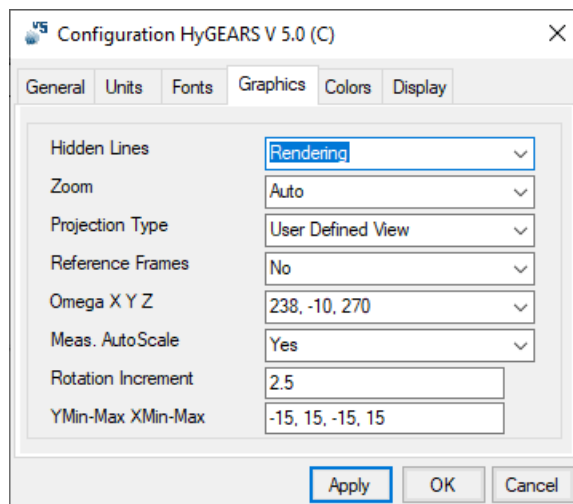 V5 Configuration HyGEARS V 5.0 (C)
General Units Fonts Graphics Colors Display
Hidden Lines Rendering
Zoom Auto
Projection Type User Defined View
Reference Frames No
Omega X Y Z 238, -10, 270
Meas. AutoScale Yes
Rotation Increment 2.5
YMin-Max XMin-Max -15, 15, -15, 15
Apply OK Cancel